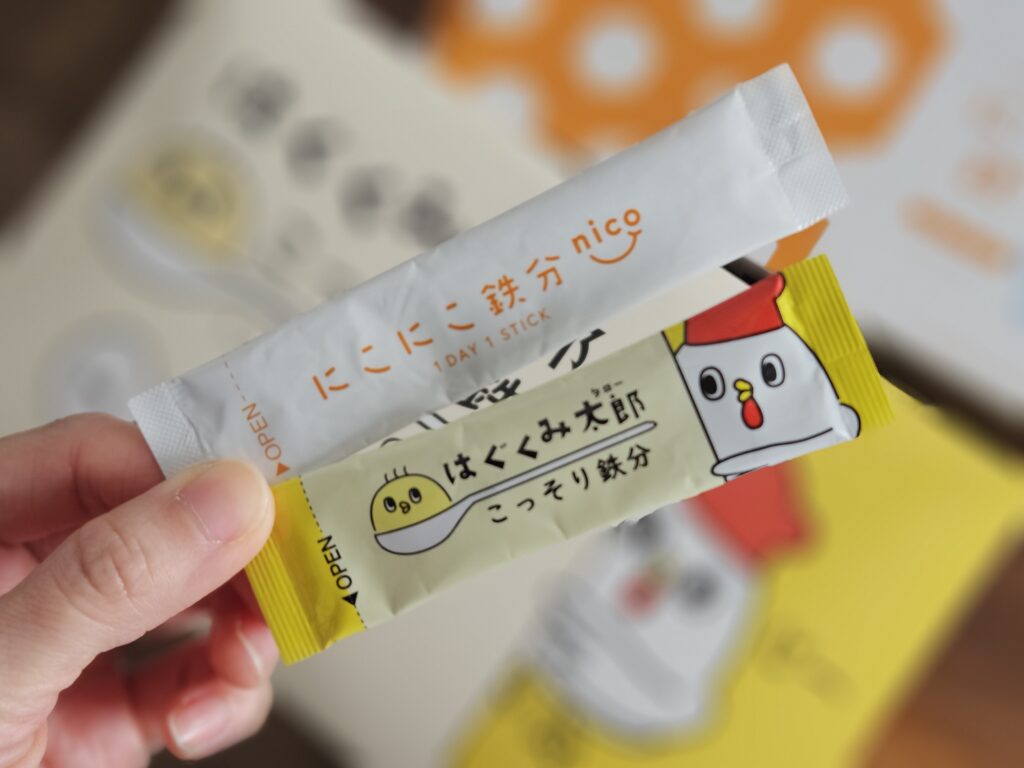 にこにこ鉄分 nico
1 DAY 1 STICK
◀OPEN
はぐくみ太郎
タロー
こっそり鉄分
◀OPEN